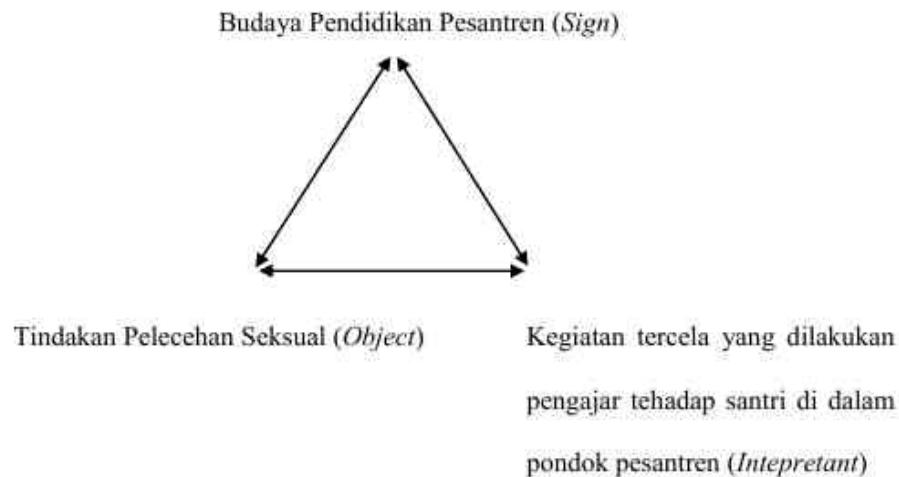 Budaya Pendidikan Pesantren (Sign)
Tindakan Pelecehan Seksual (Object)
Kegiatan tercela yang dilakukan
pengajar tehadap santri di dalam
pondok pesantren (Intepretant)